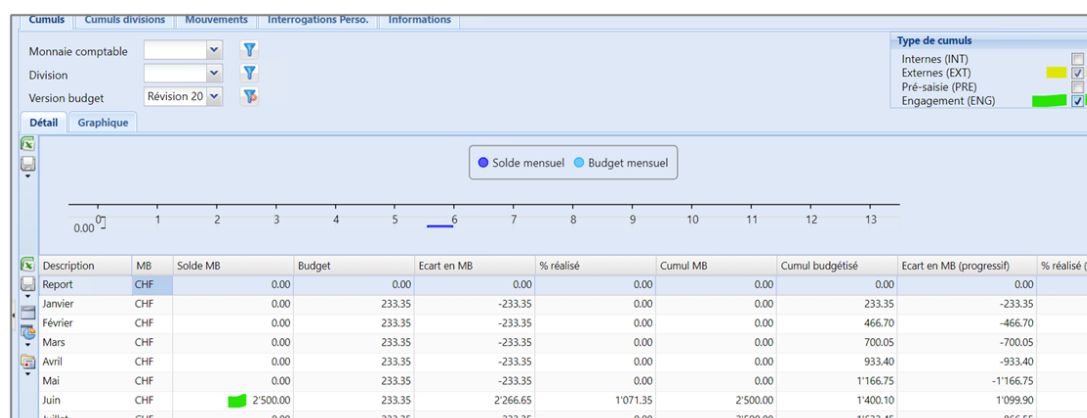 Cumuls Cumuls divisions Mouvements Interrogations Perso. Informations
Monnaie comptable
Division
Version budget Révision 20
Type de cumuls
Internes (INT)
Externes (EXT)
Pré-saisie (PRE)
Engagement (ENG)
Détail Graphique
Solde mensuel Budget mensuel
0 1 2 3 4 5 6 7 8 9 10 11 12 13
0.00
Description MB Solde MB Budget Ecart en MB % réalisé Cumul MB Cumul budgétisé Ecart en MB (progressif) % réalisé (
Report CHF 0.00 0.00 0.00 0.00 0.00 0.00 0.00
Janvier CHF 0.00 233.35 -233.35 0.00 0.00 233.35 -233.35
Février CHF 0.00 233.35 -233.35 0.00 0.00 466.70 -466.70
Mars CHF 0.00 233.35 -233.35 0.00 0.00 700.05 -700.05
Avril CHF 0.00 233.35 -233.35 0.00 0.00 933.40 -933.40
Mai CHF 0.00 233.35 -233.35 0.00 0.00 1'166.75 -1'166.75
Juin CHF 2'500.00 233.35 2'266.65 1'071.35 2'500.00 1'400.10 1'099.90